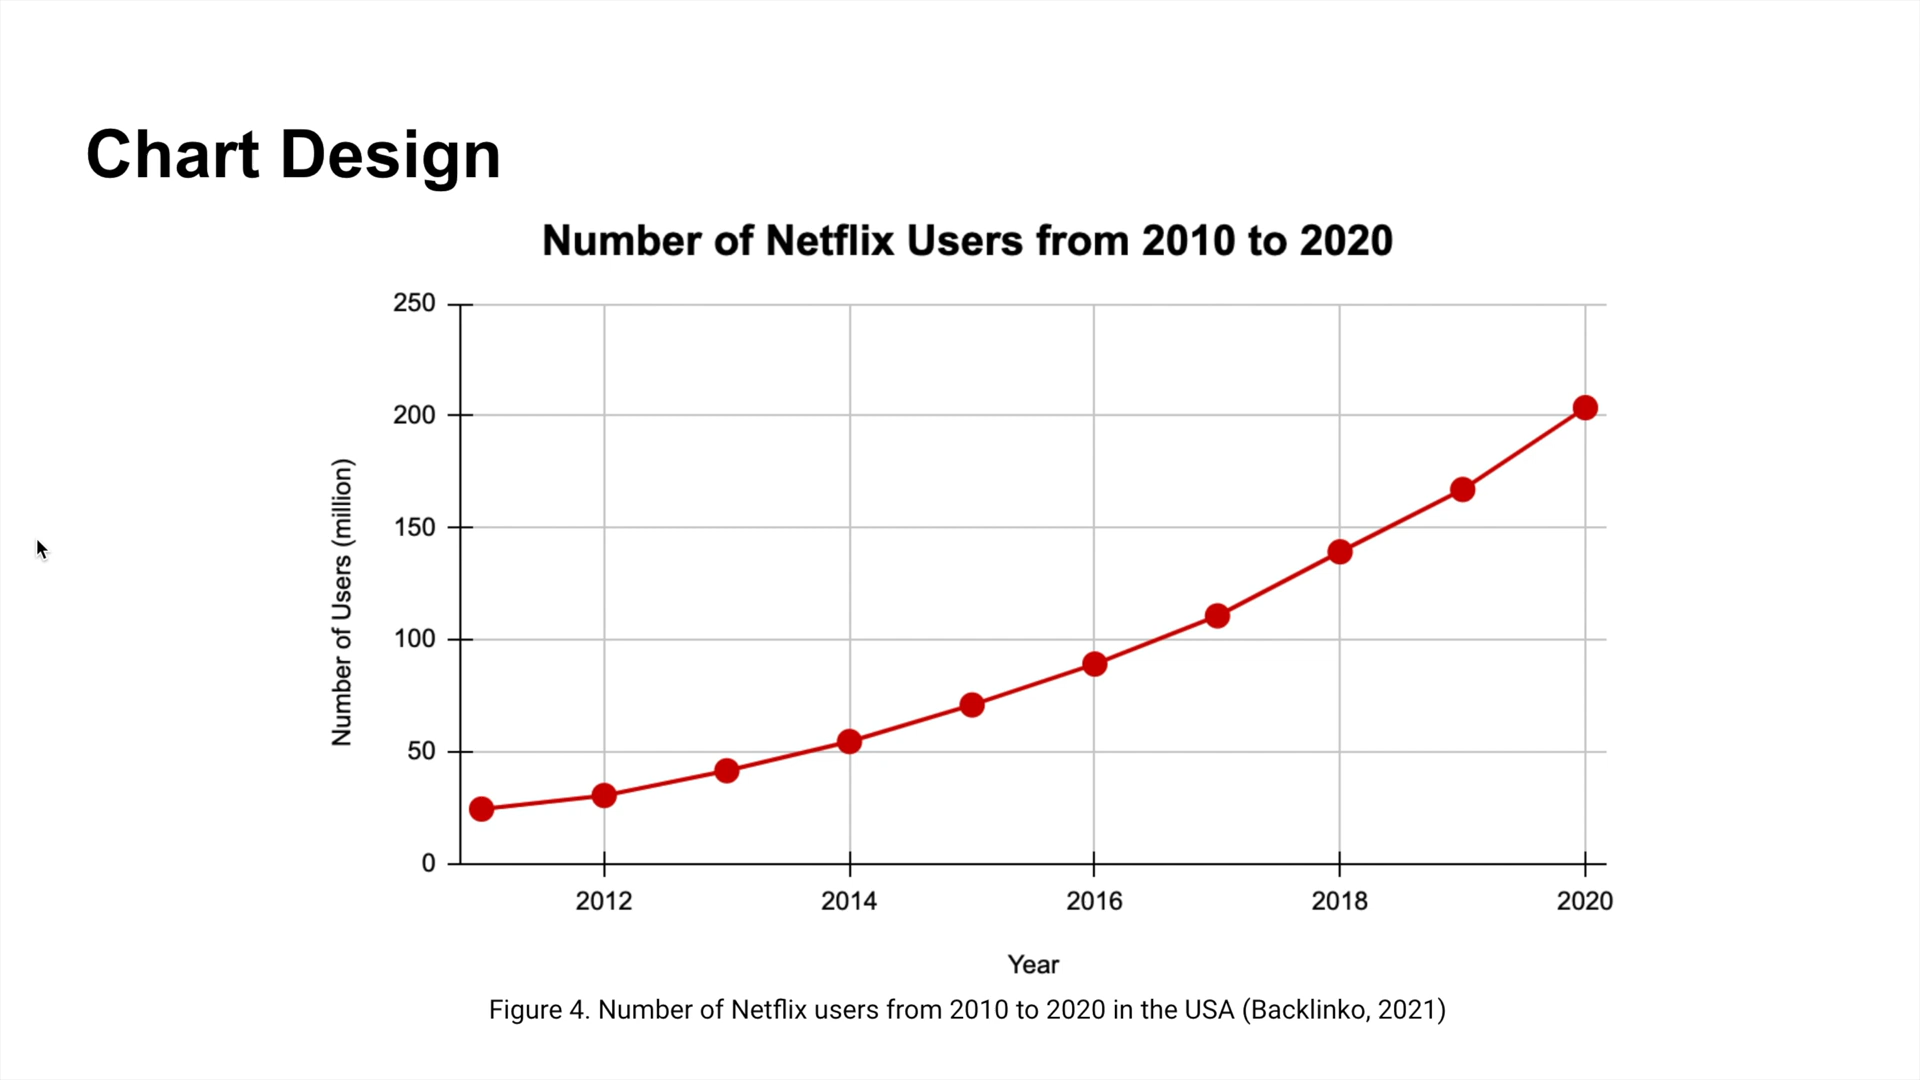 Chart Design
Number of Netflix Users from 2010 to 2020
250
200
150
100
50
0
Number of Users (million)
2012 2014 2016 2018 2020
Year
Figure 4. Number of Netflix users from 2010 to 2020 in the USA (Backlinko, 2021)